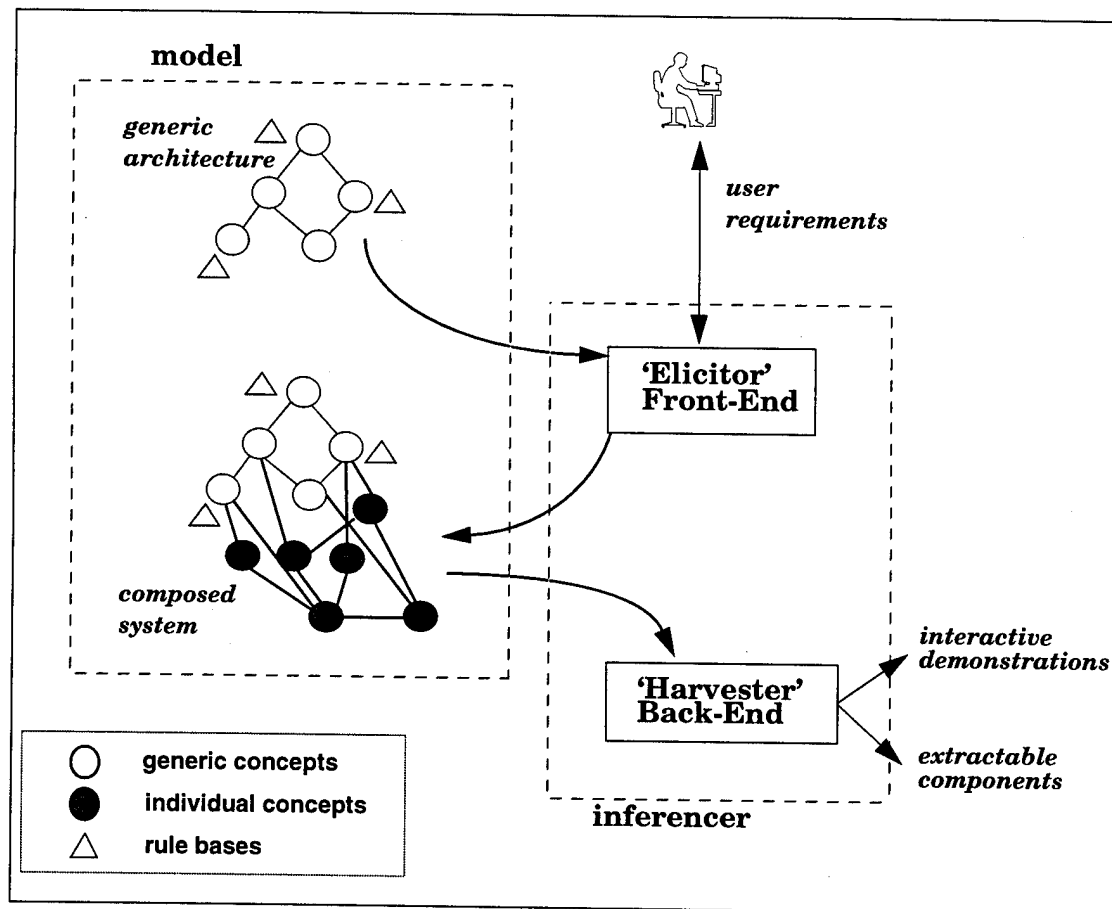 model
generic
architecture
user
requirements
‘Elicitor’
Front-End
composed
system
‘Harvester’
Back-End
interactive
demonstrations
extractable
components
inferencer
generic concepts
individual concepts
rule bases